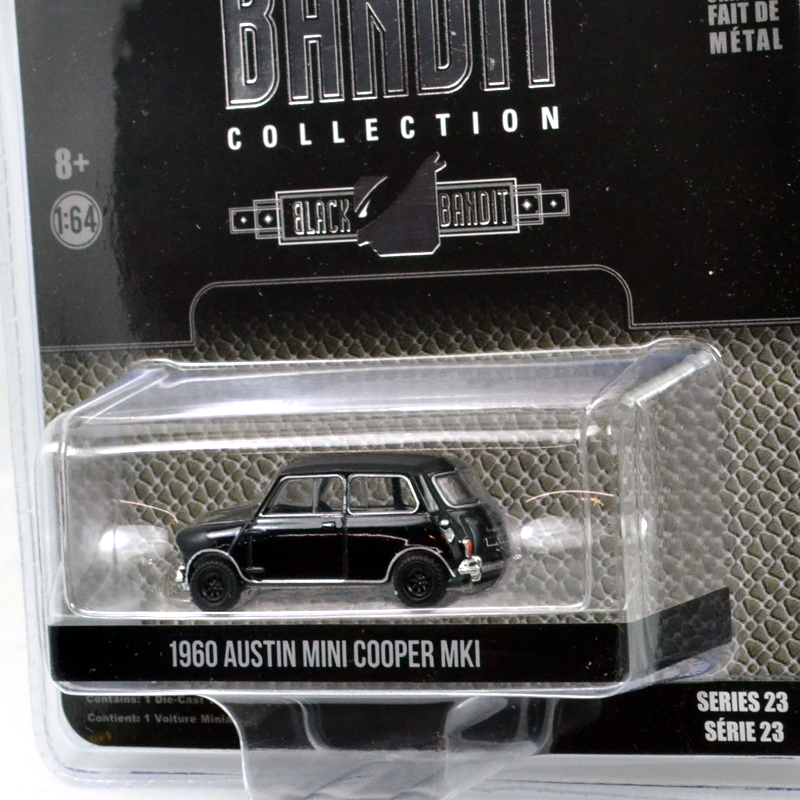 FAIT DE
MÉTAL
BANDIT
COLLECTION
8+
1:64
BLACK BANDIT
1960 AUSTIN MINI COOPER MKI
Contains: 1 Die-Cast
Contient: 1 Voiture Minia
SERIES 23
SÉRIE 23